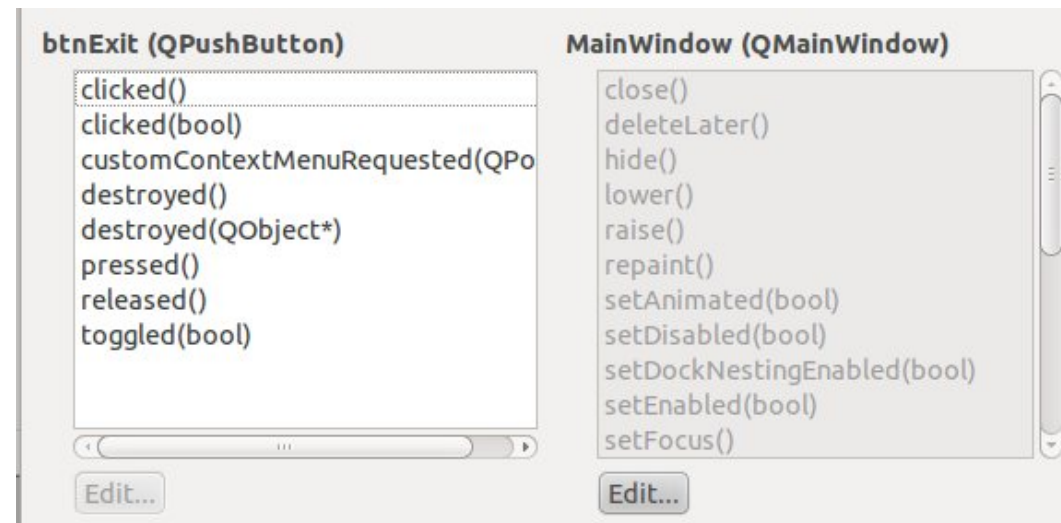 btnExit (QPushButton)
clicked()
clicked(bool)
customContextMenuRequested(QPo
destroyed()
destroyed(QObject*)
pressed()
released()
toggled(bool)
Edit...
MainWindow (QMainWindow)
close()
deleteLater()
hide()
lower()
raise()
repaint()
setAnimated(bool)
setDisabled(bool)
setDockNestingEnabled(bool)
setEnabled(bool)
setFocus()
Edit...